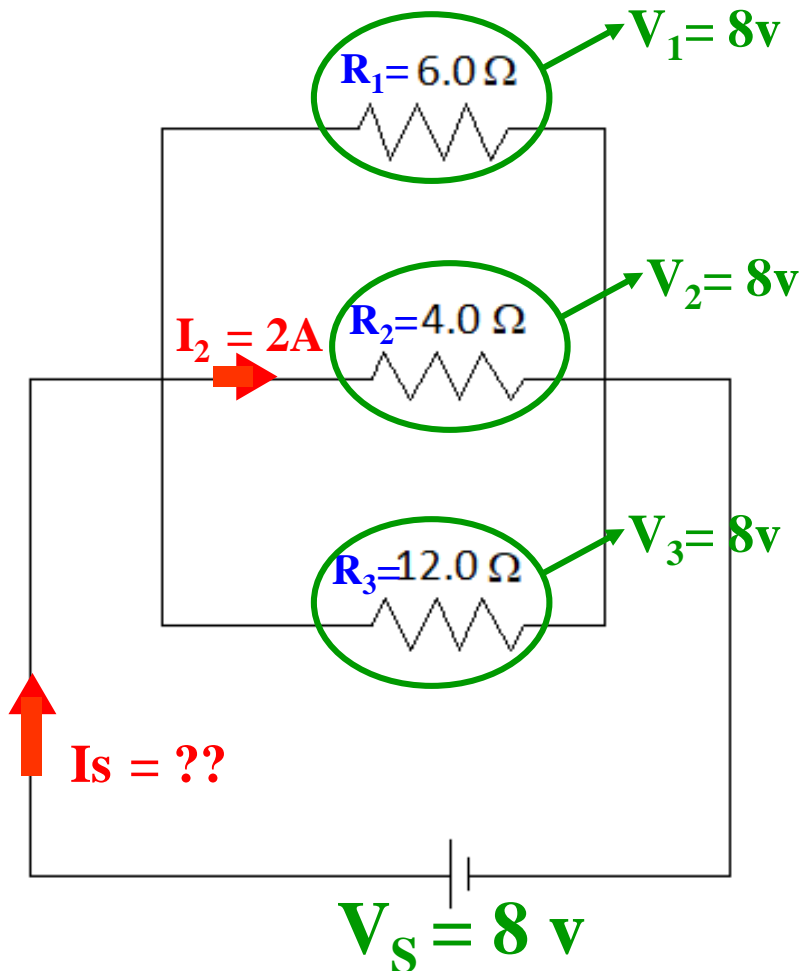 V₁= 8v
R₁= 6.0 Ω
V₂= 8v
R₂=4.0 Ω
I₂ = 2A
V₃= 8v
R₃=12.0 Ω
Is = ??
V_S = 8 v